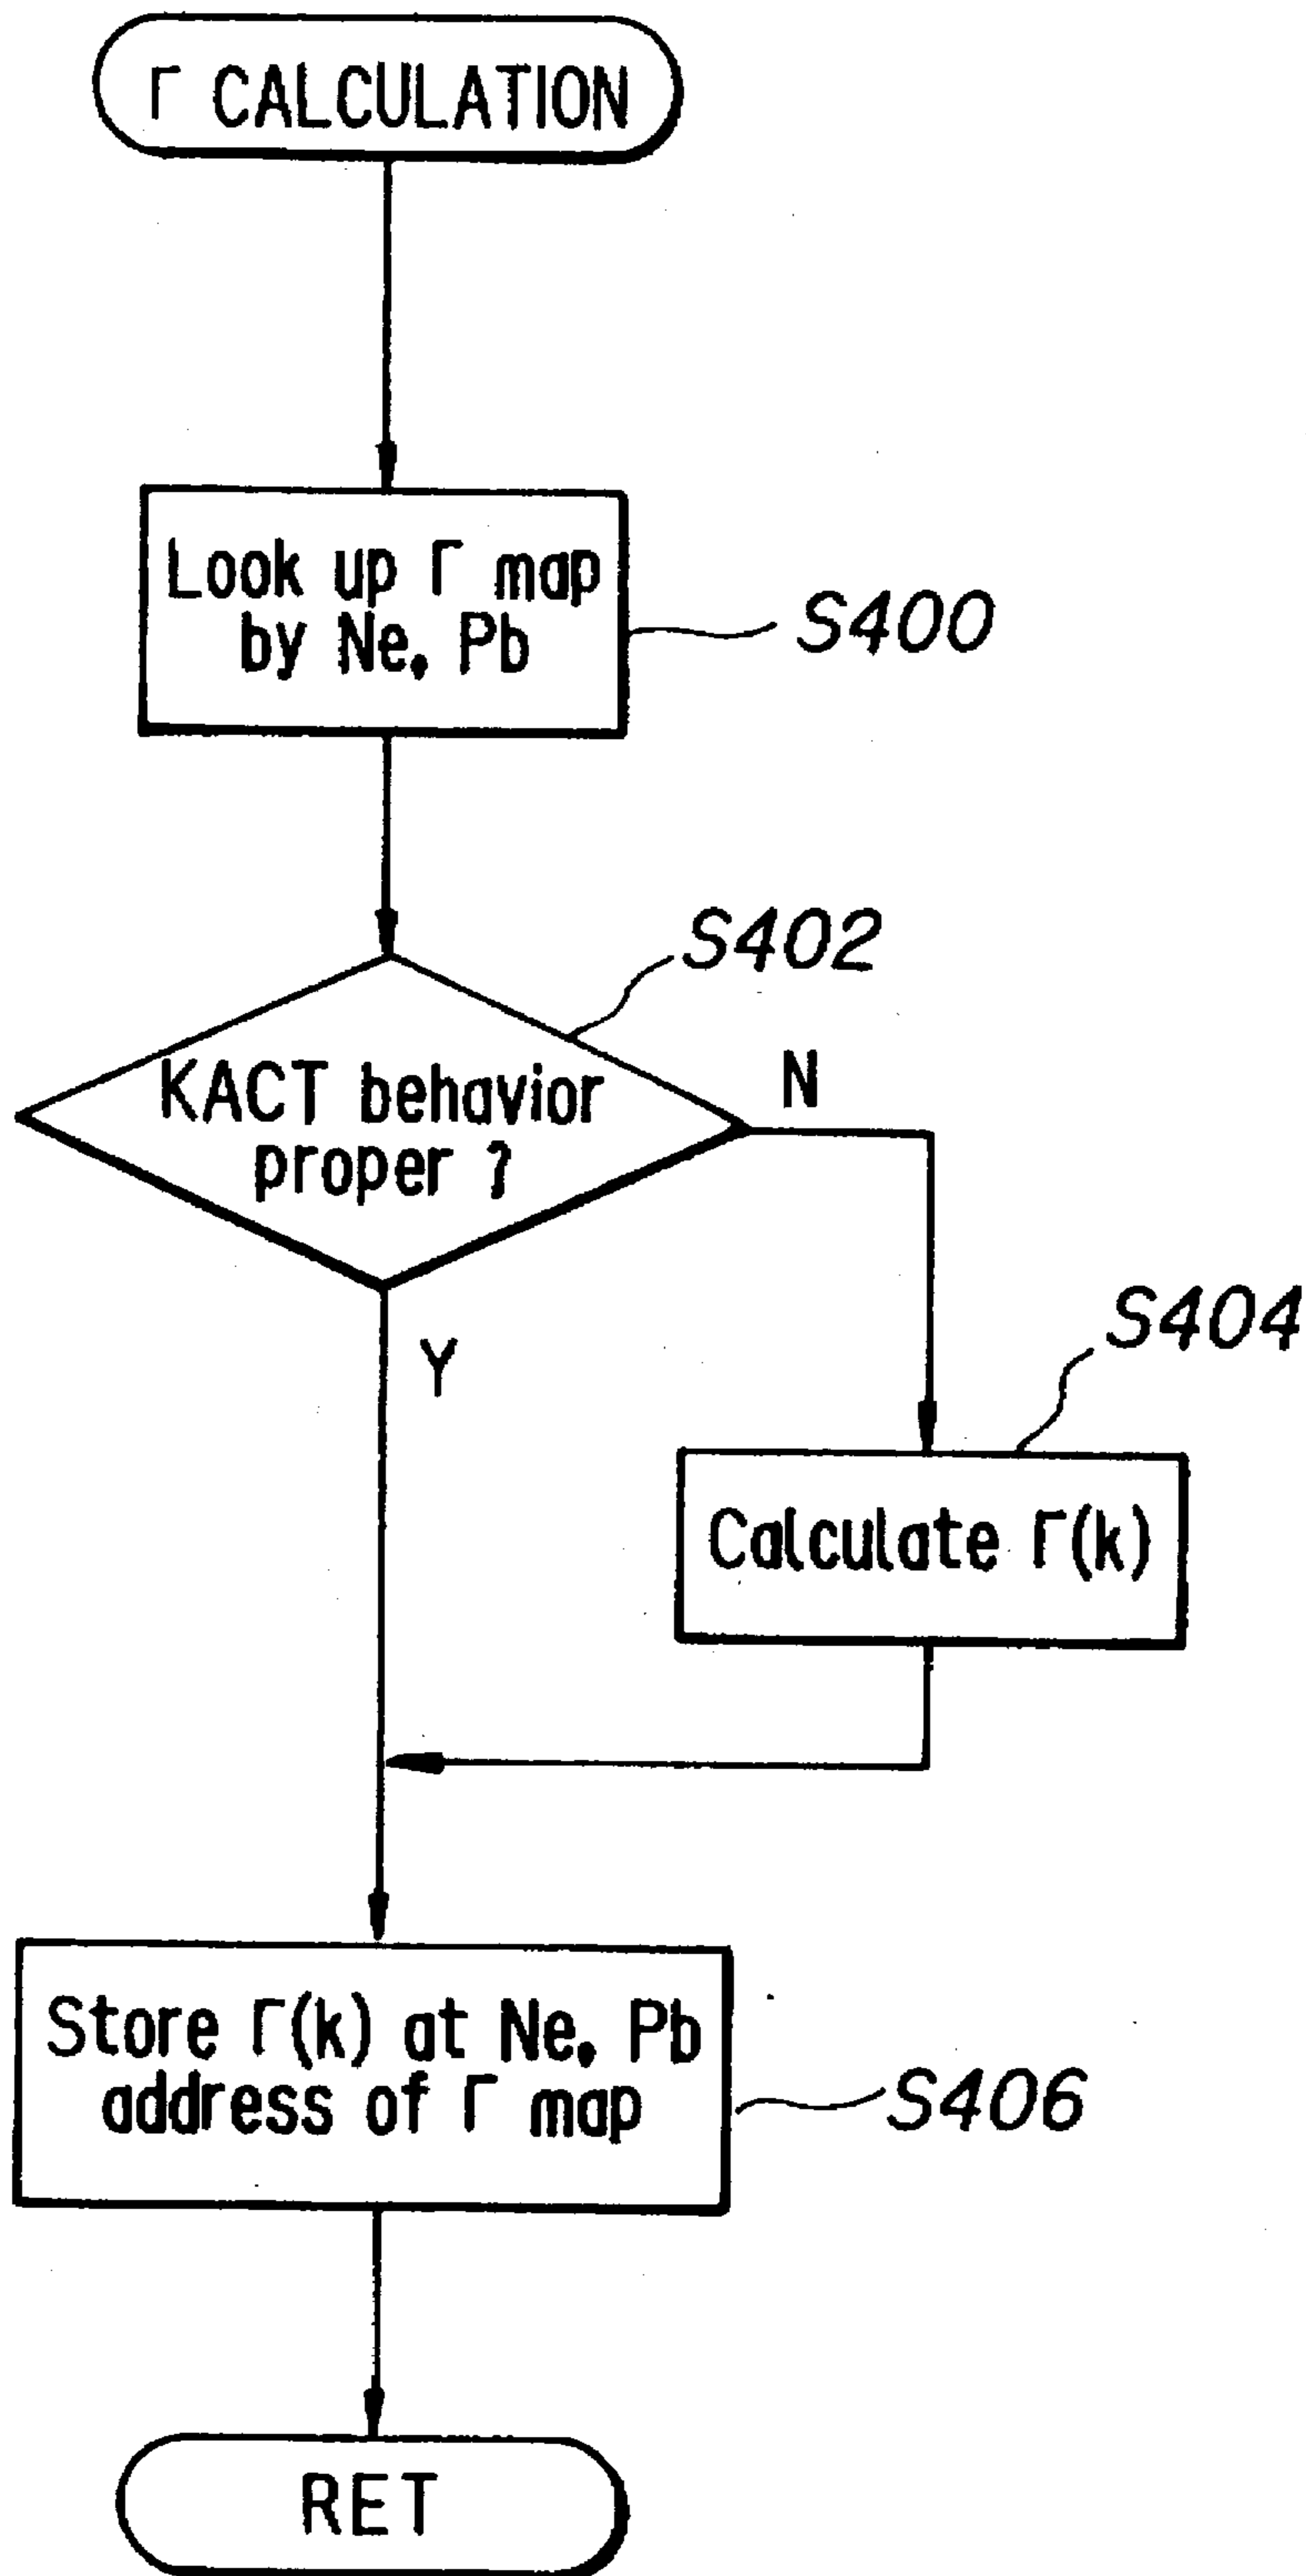 Γ CALCULATION
Look up Γ map
by Ne, Pb
S400
S402
KACT behavior
proper ?
N
Y
S404
Calculate Γ(k)
Store Γ(k) at Ne, Pb
address of Γ map
S406
RET